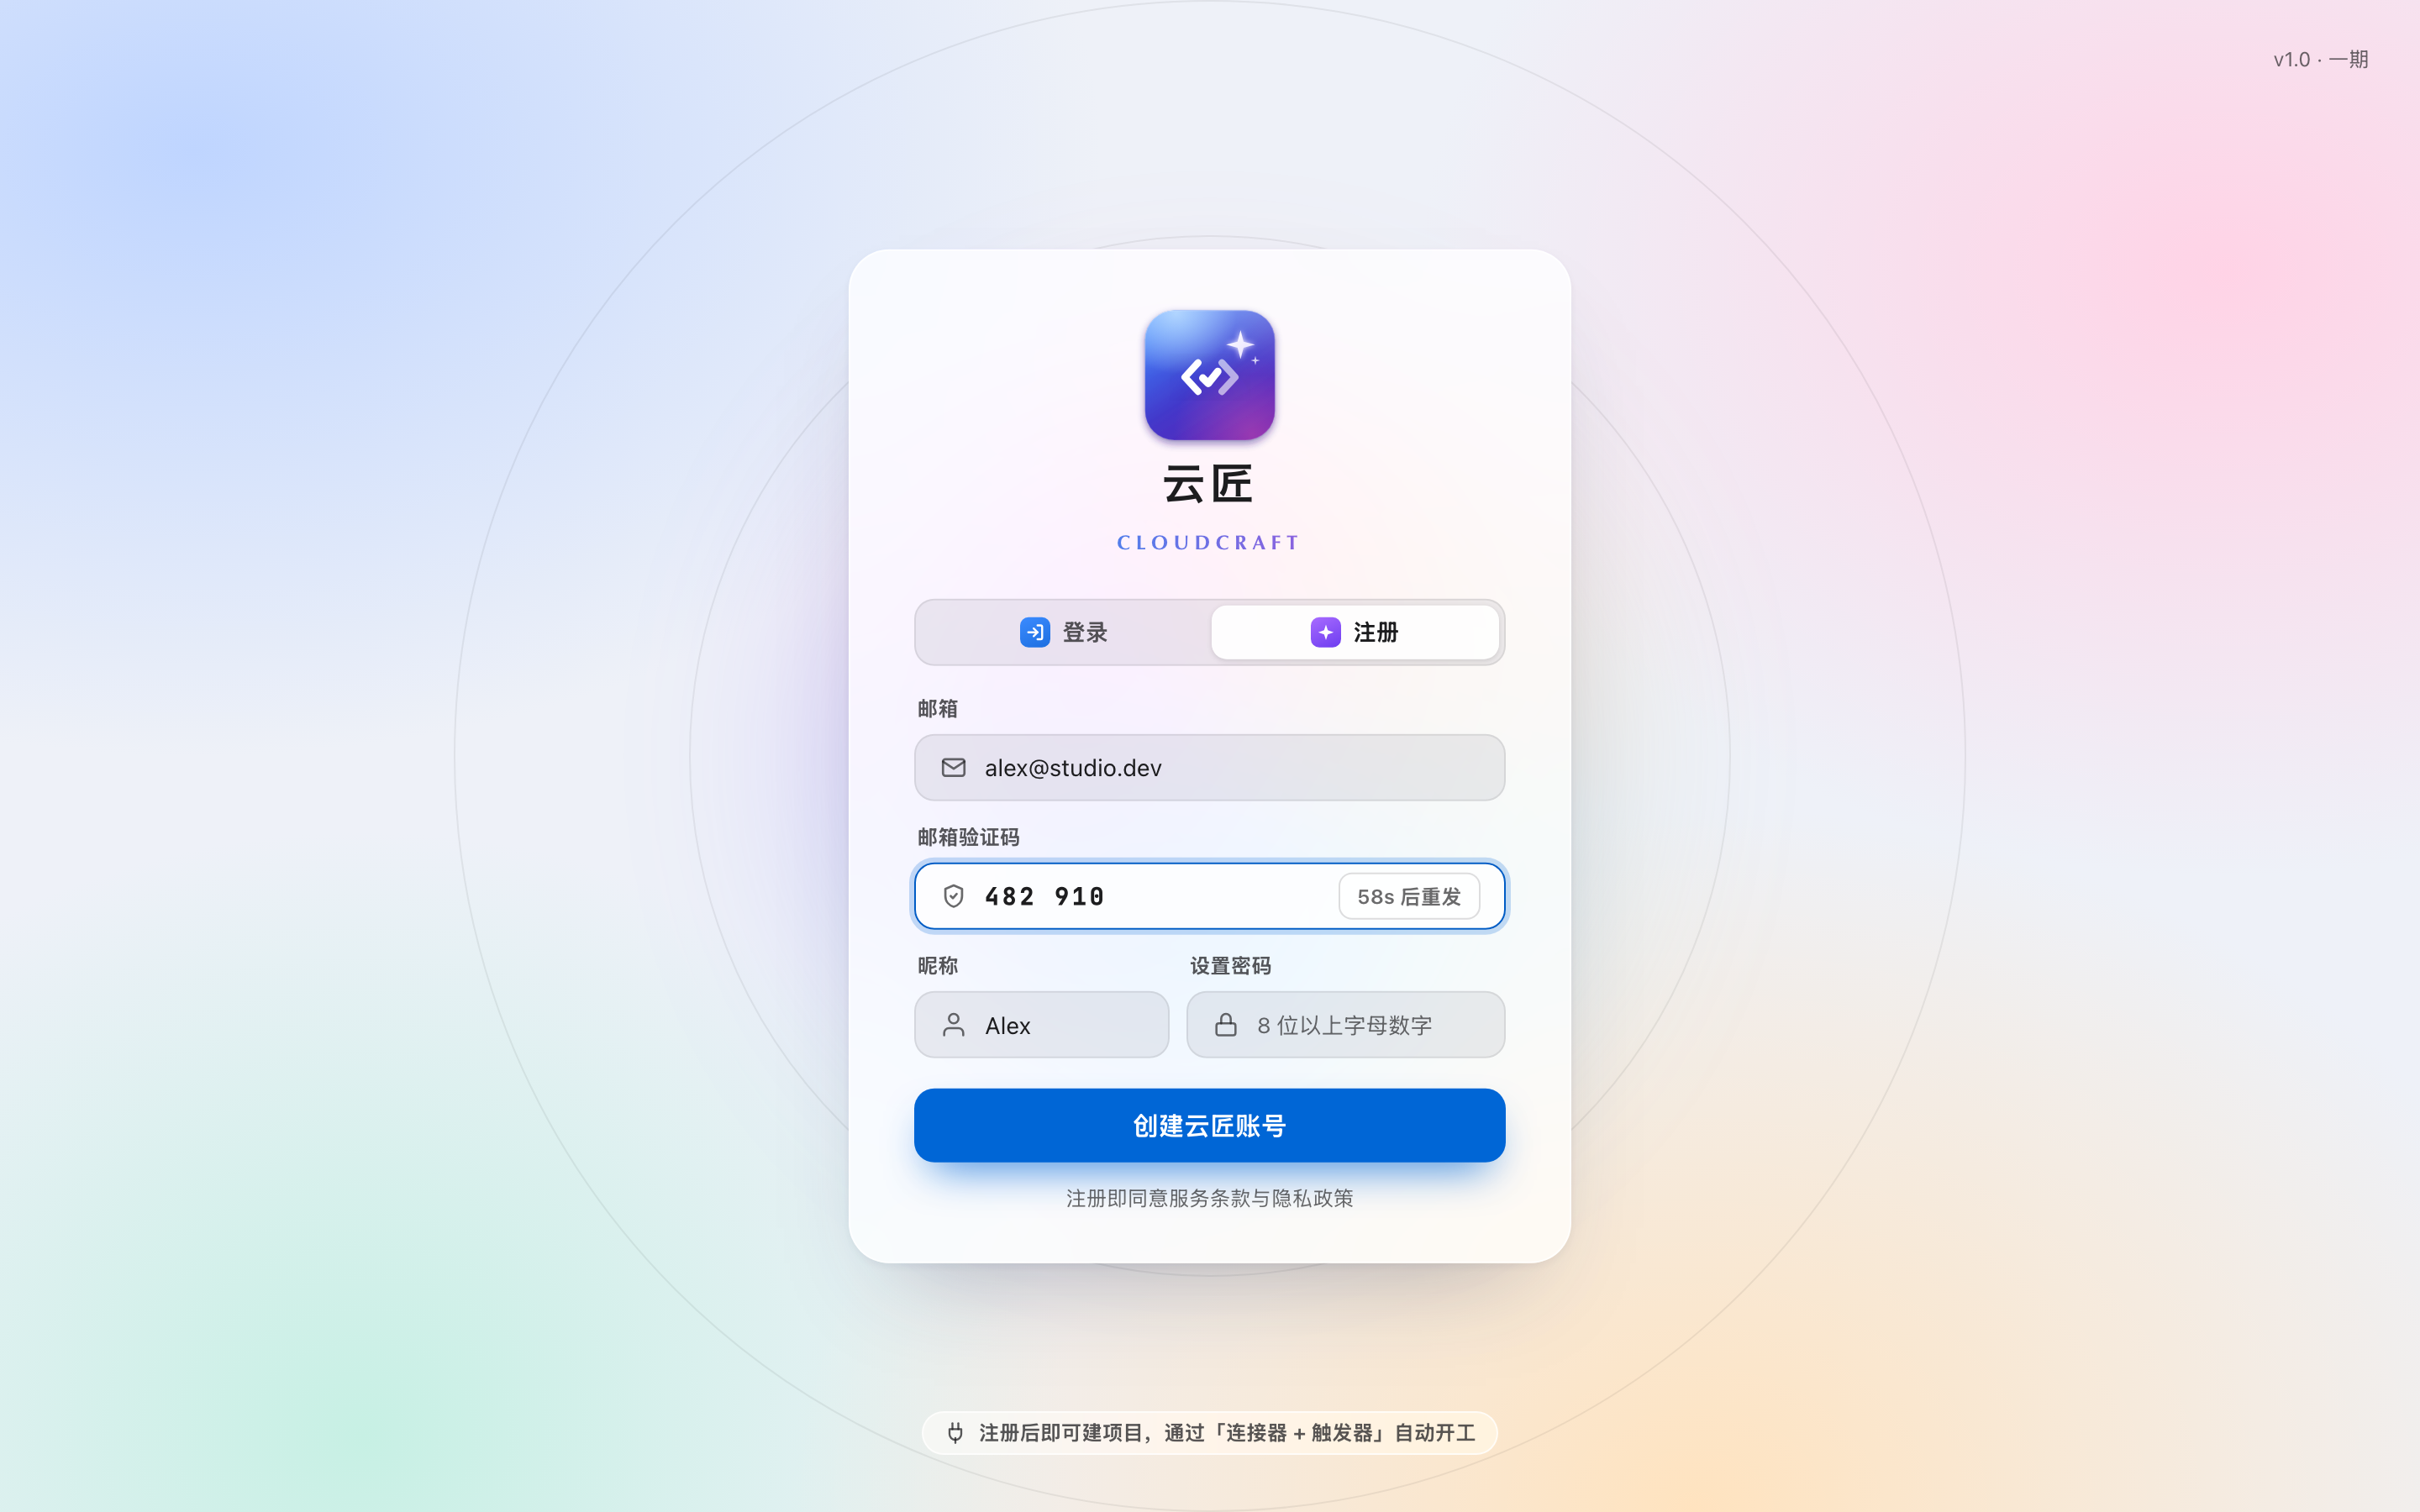 v1.0 · 一期
云匠
CLOUDCRAFT
登录 注册
邮箱
alex@studio.dev
邮箱验证码
482 910 58s 后重发
昵称 设置密码
Alex 8 位以上字母数字
创建云匠账号
注册即同意服务条款与隐私政策
注册后即可建项目，通过「连接器 + 触发器」自动开工